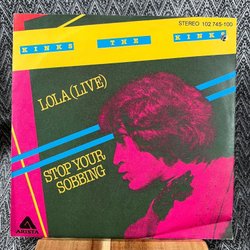 STEREO 102 745-100
KINKS THE KINKS
LOLA (LIVE)
STOP YOUR
SOBBING
ARISTA